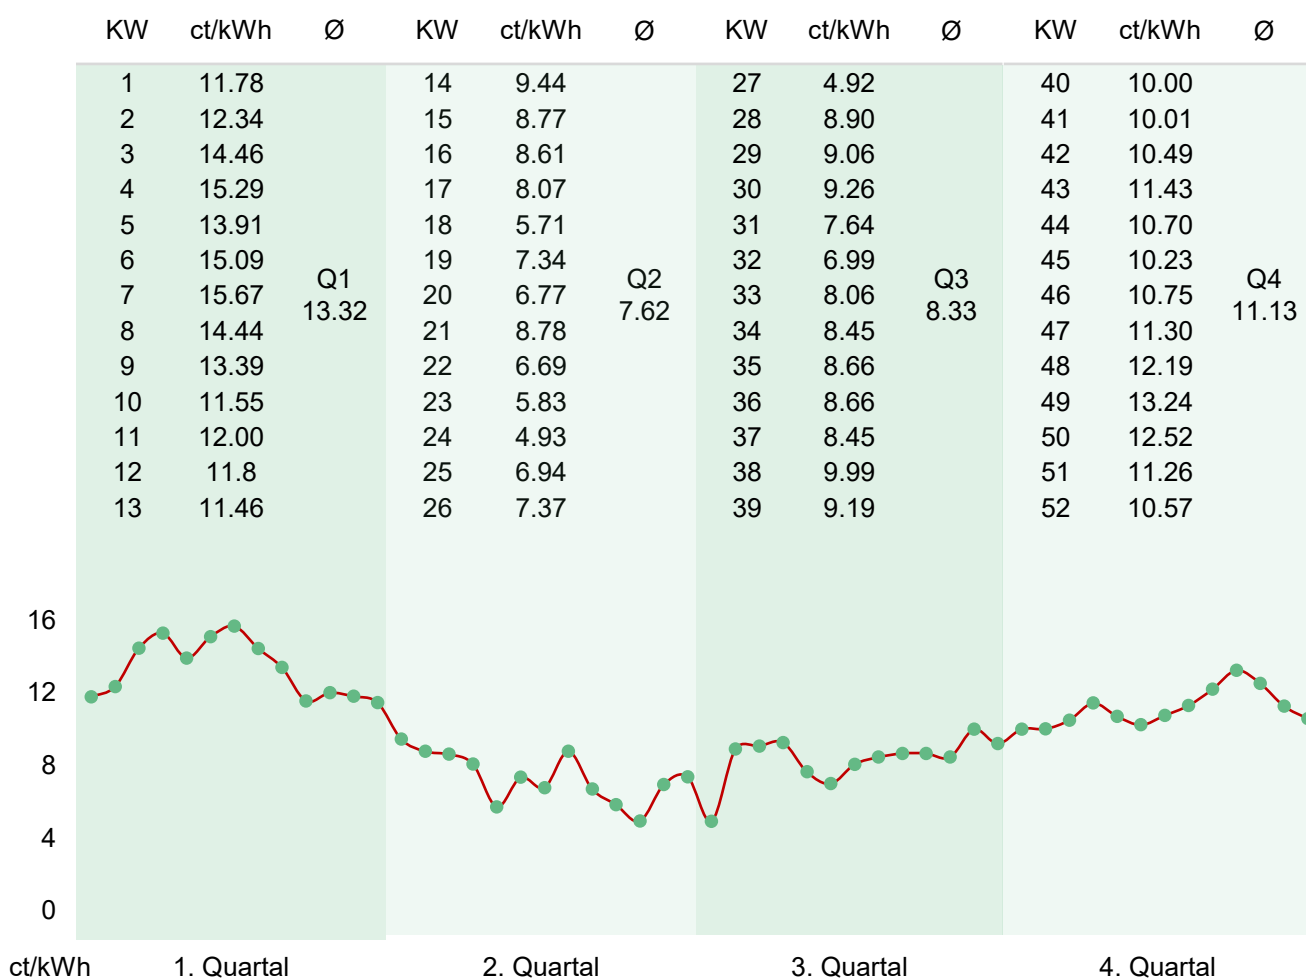 KW ct/kWh Ø KW ct/kWh Ø KW ct/kWh Ø KW ct/kWh Ø
1 11.78 14 9.44 27 4.92 40 10.00
2 12.34 15 8.77 28 8.90 41 10.01
3 14.46 16 8.61 29 9.06 42 10.49
4 15.29 17 8.07 30 9.26 43 11.43
5 13.91 18 5.71 31 7.64 44 10.70
6 15.09 19 7.34 32 6.99 45 10.23
Q1 Q2 Q3 Q4
7 15.67 20 6.77 33 8.06 46 10.75
13.32 7.62 8.33 11.13
8 14.44 21 8.78 34 8.45 47 11.30
9 13.39 22 6.69 35 8.66 48 12.19
10 11.55 23 5.83 36 8.66 49 13.24
11 12.00 24 4.93 37 8.45 50 12.52
12 11.8 25 6.94 38 9.99 51 11.26
13 11.46 26 7.37 39 9.19 52 10.57
16
12
8
4
0
ct/kWh 1. Quartal 2. Quartal 3. Quartal 4. Quartal